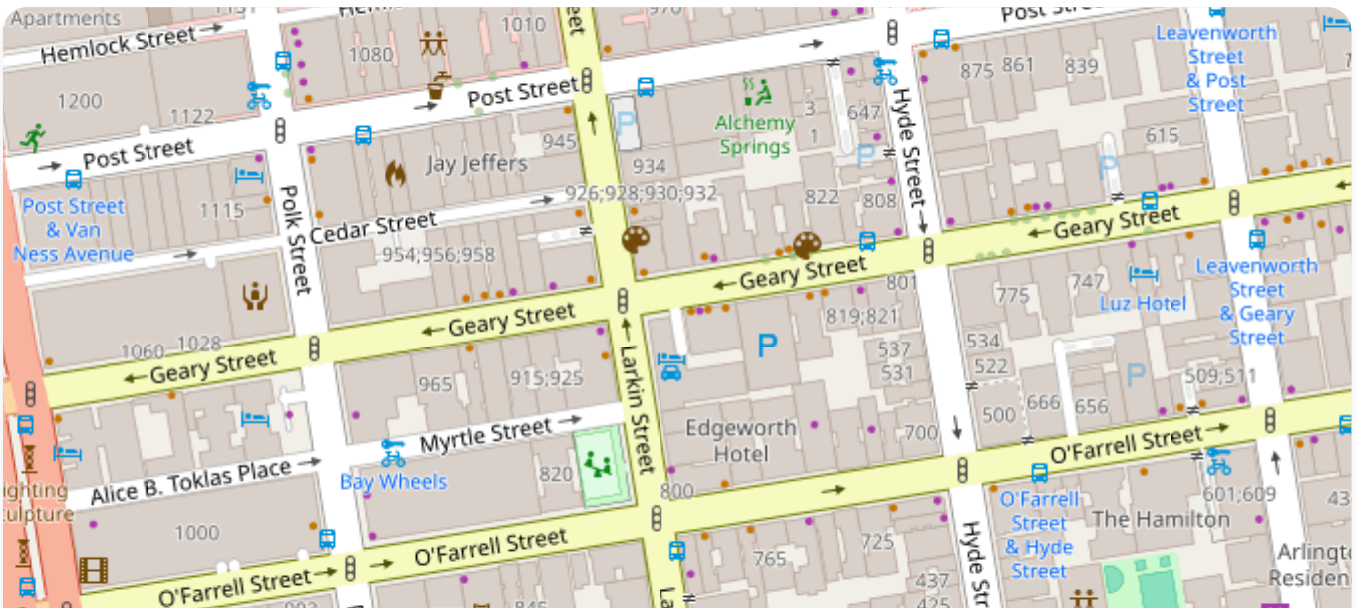 Apartments
Hemlock Street
1200
1122
1080
1010
Post Street
Post Street
Post Street
& Van
Ness Avenue
1115
Polk Street
Cedar Street
954;956;958
Jay Jeffers
945
934
926;928;930;932
P
Alchemy
Springs
3
1
647
P
822
808
Hyde Street
875
861
839
615
P
Leavenworth
Street
& Post
Street
Geary Street
Geary Street
Geary Street
Geary Street
1060
1028
965
915;925
Larkin Street
P
801
819;821
537
531
534
522
500
775
747
Luz Hotel
666
656
P
509;511
Leavenworth
Street
& Geary
Street
Myrtle Street
Alice B. Toklas Place
Bay Wheels
820
800
Edgeworth
Hotel
700
O'Farrell Street
O'Farrell Street
O'Farrell Street
1000
765
725
437
Hyde Str
O'Farrell
Street
& Hyde
Street
The Hamilton
601;609
Arlingto
Residen